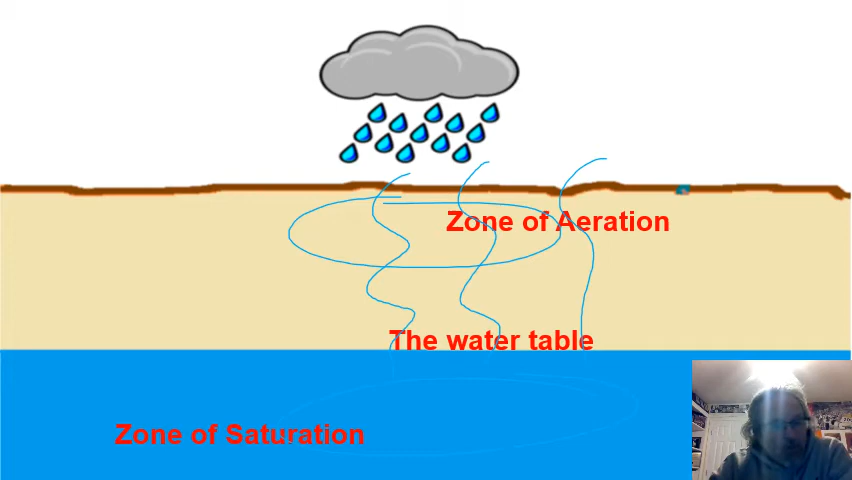 Zone of Aeration
The water table
Zone of Saturation